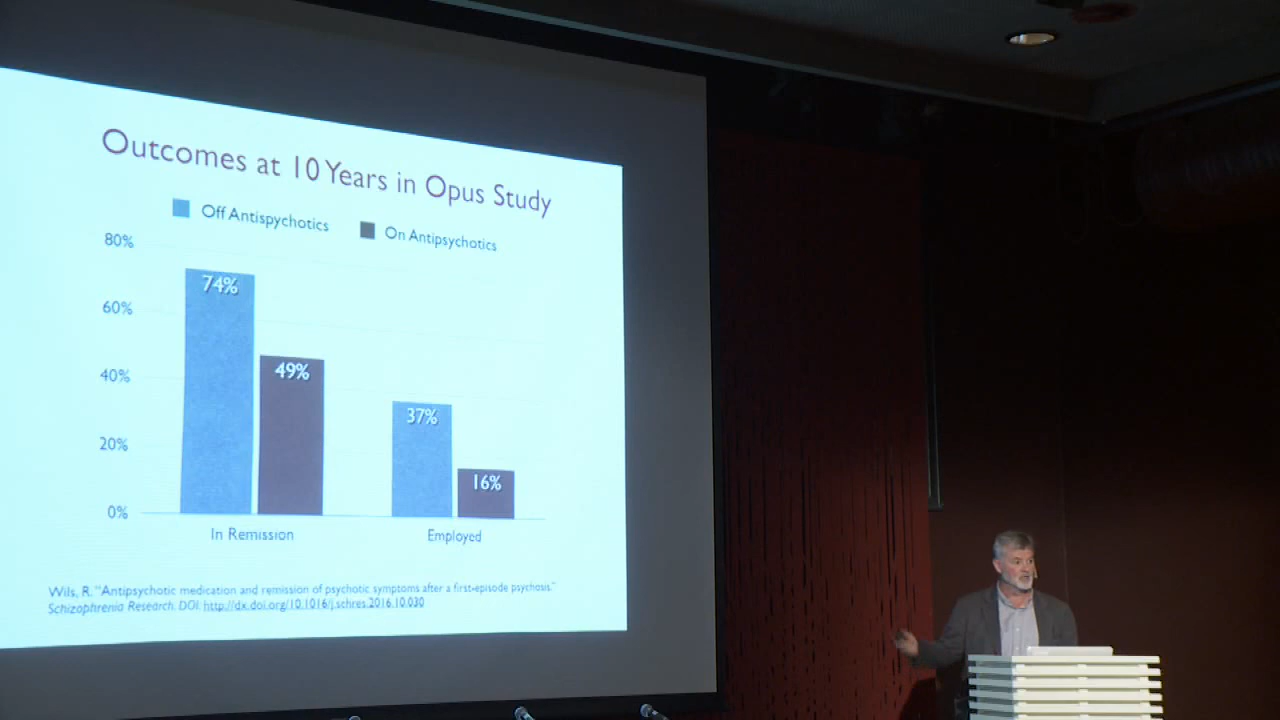 Outcomes at 10 Years in Opus Study
Off Antispychotics
On Antipsychotics
80%
60%
40%
20%
0%
74%
49%
37%
16%
In Remission
Employed
Wils, R. "Antipsychotic medication and remission of psychotic symptoms after a first-episode psychosis."
Schizophrenia Research. DOI. http://dx.doi.org/10.1016/j.schres.2016.10.030